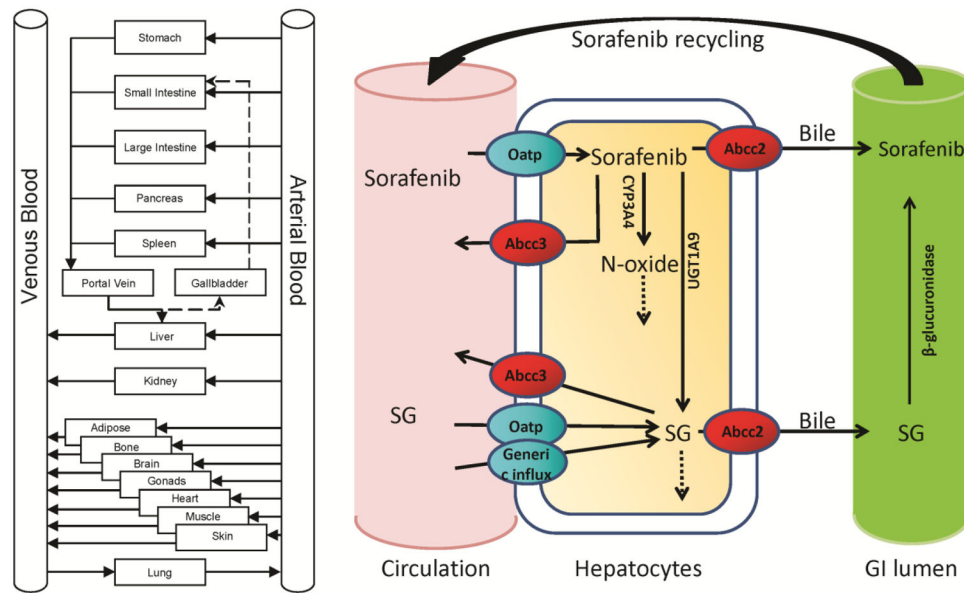 Venous Blood
Arterial Blood
Stomach
Small Intestine
Large Intestine
Pancreas
Spleen
Portal Vein
Gallbladder
Liver
Kidney
Adipose
Bone
Brain
Gonads
Heart
Muscle
Skin
Lung
Sorafenib recycling
Sorafenib
Oatp
Sorafenib
Abcc2
Bile
Sorafenib
Abcc3
CYP3A4
N-oxide
UGT1A9
β-glucuronidase
Abcc3
SG
Oatp
Generi
c influx
SG
Abcc2
Bile
SG
Circulation
Hepatocytes
GI lumen